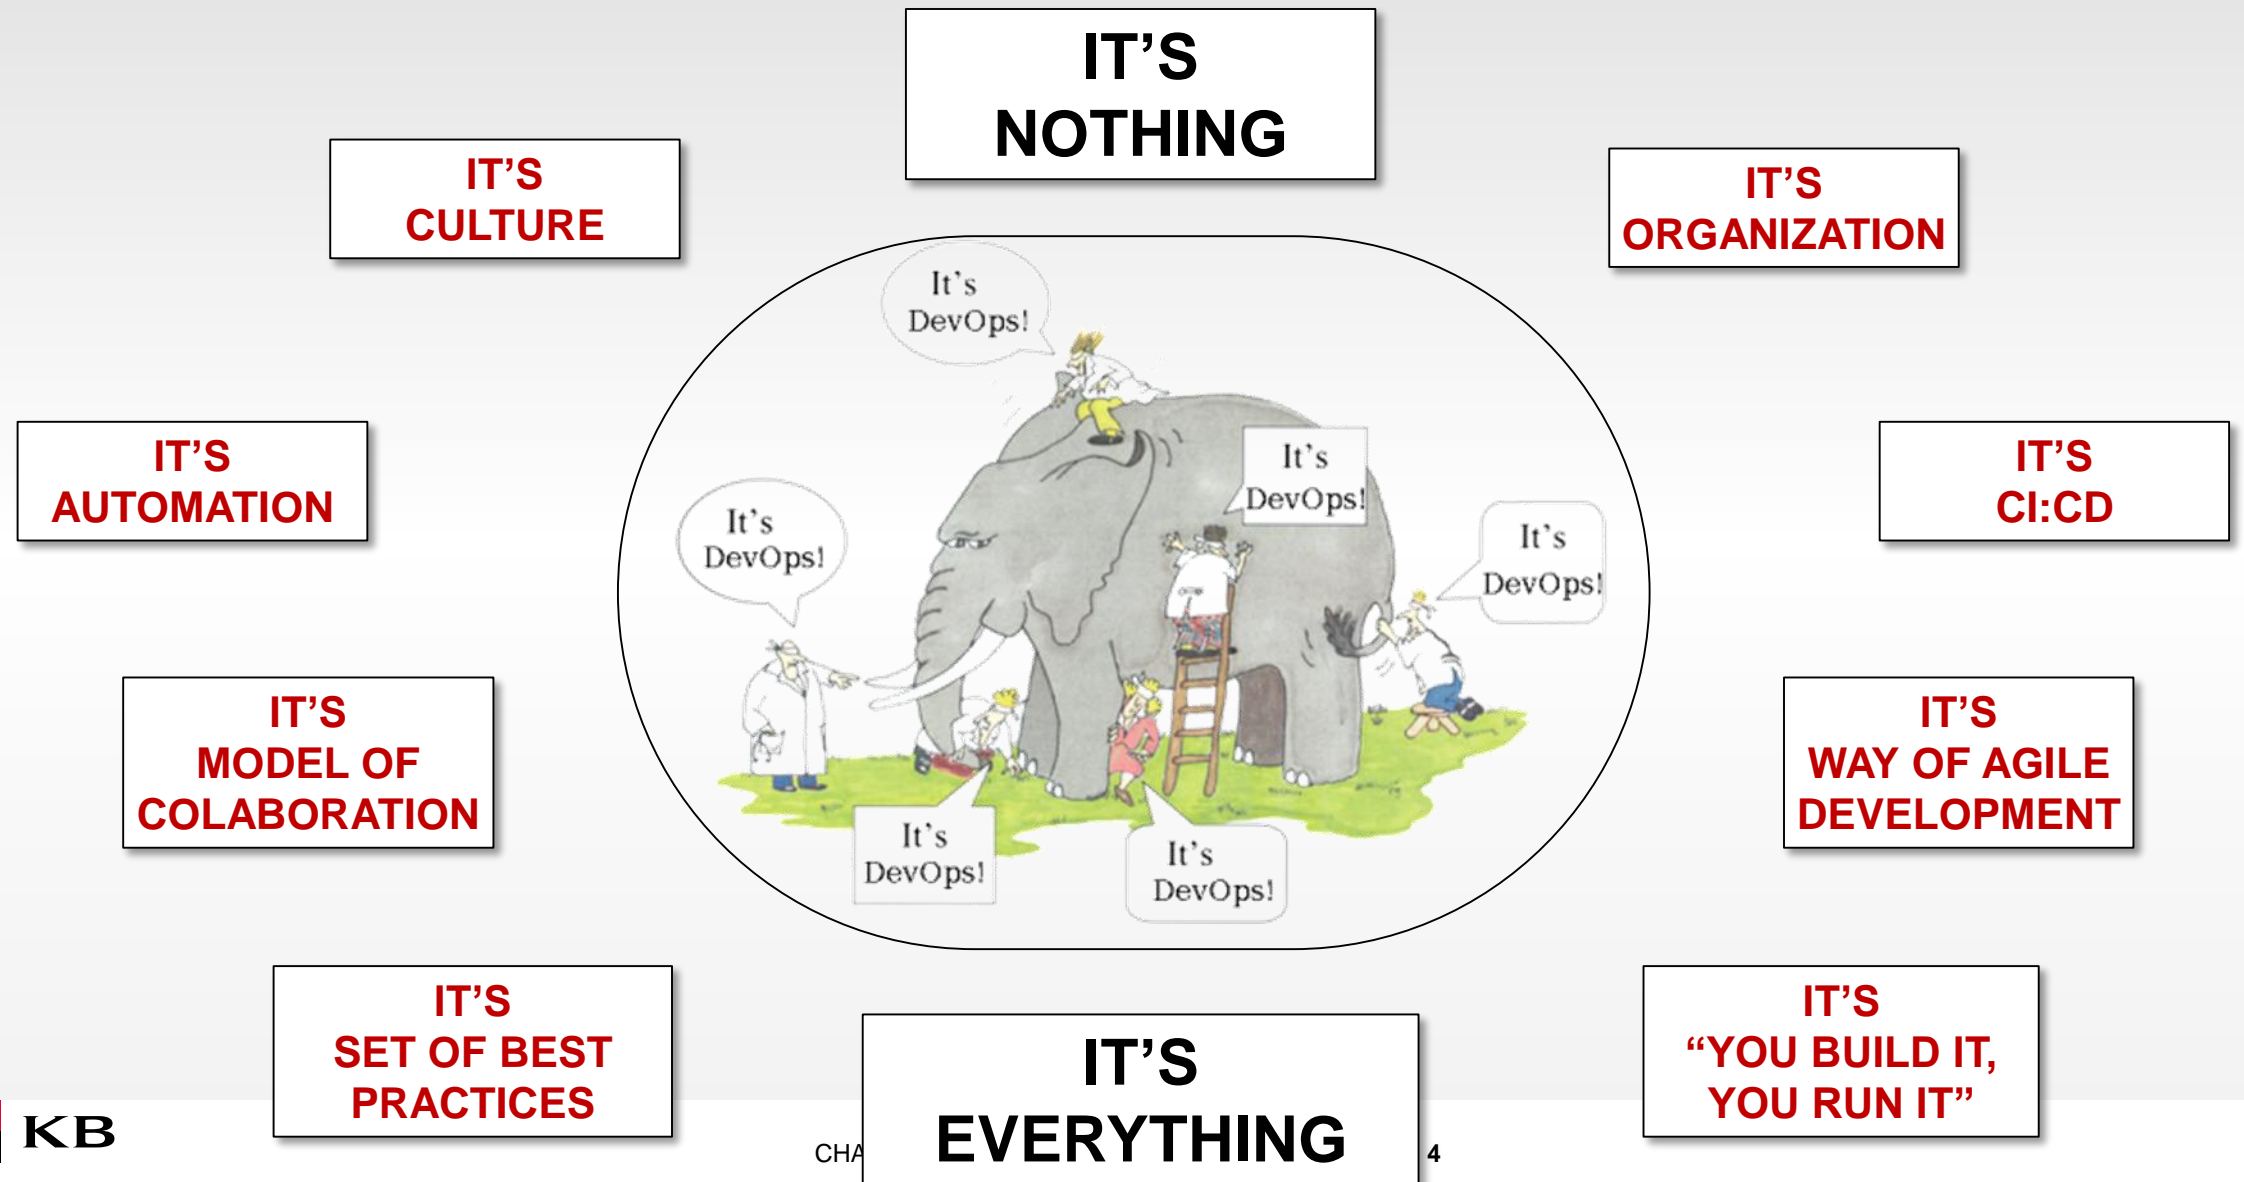 IT’S
NOTHING
IT’S
CULTURE
IT’S
ORGANIZATION
It's
DevOps!
IT’S
AUTOMATION
It's
DevOps!
It's
DevOps!
It's
DevOps!
IT’S
CI:CD
IT’S
MODEL OF
COLABORATION
IT’S
WAY OF AGILE
DEVELOPMENT
It's
DevOps!
It's
DevOps!
IT’S
SET OF BEST
PRACTICES
IT’S
EVERYTHING
IT’S
“YOU BUILD IT,
YOU RUN IT”
KB
CHA
4